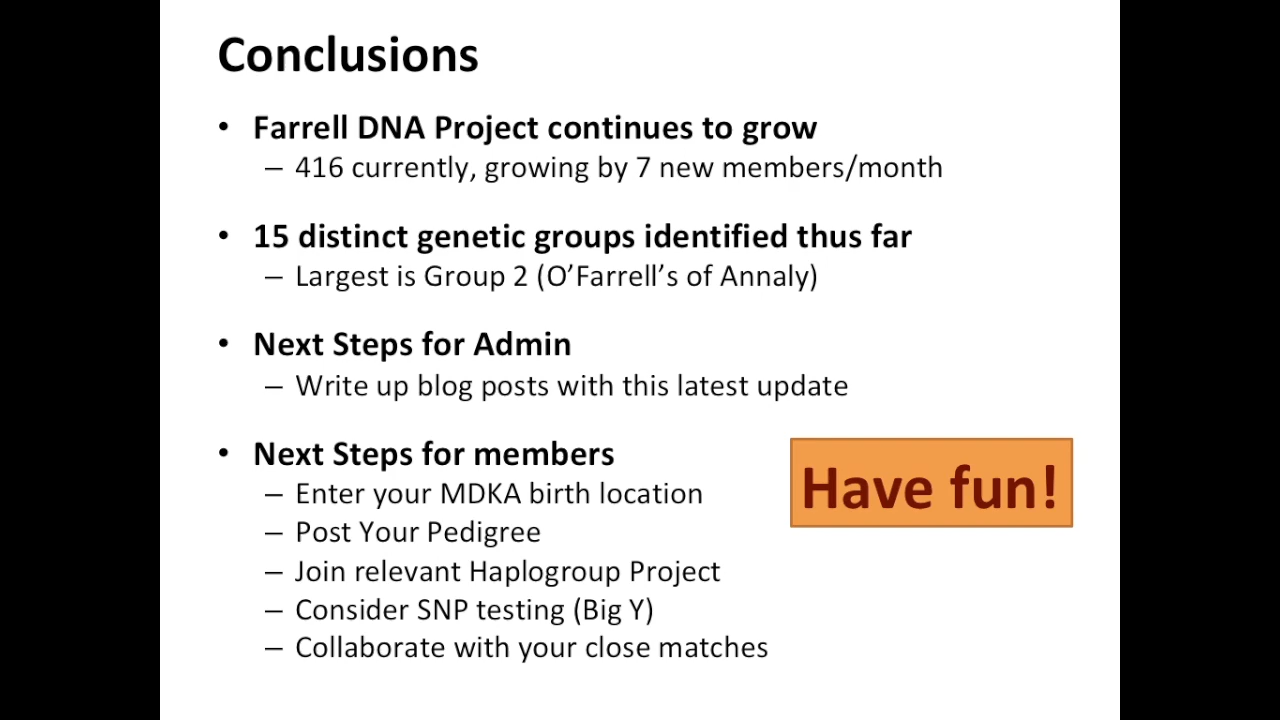 Conclusions
• Farrell DNA Project continues to grow
– 416 currently, growing by 7 new members/month
• 15 distinct genetic groups identified thus far
– Largest is Group 2 (O’Farrell’s of Annaly)
• Next Steps for Admin
– Write up blog posts with this latest update
• Next Steps for members
– Enter your MDKA birth location
– Post Your Pedigree
– Join relevant Haplogroup Project
– Consider SNP testing (Big Y)
– Collaborate with your close matches
Have fun!